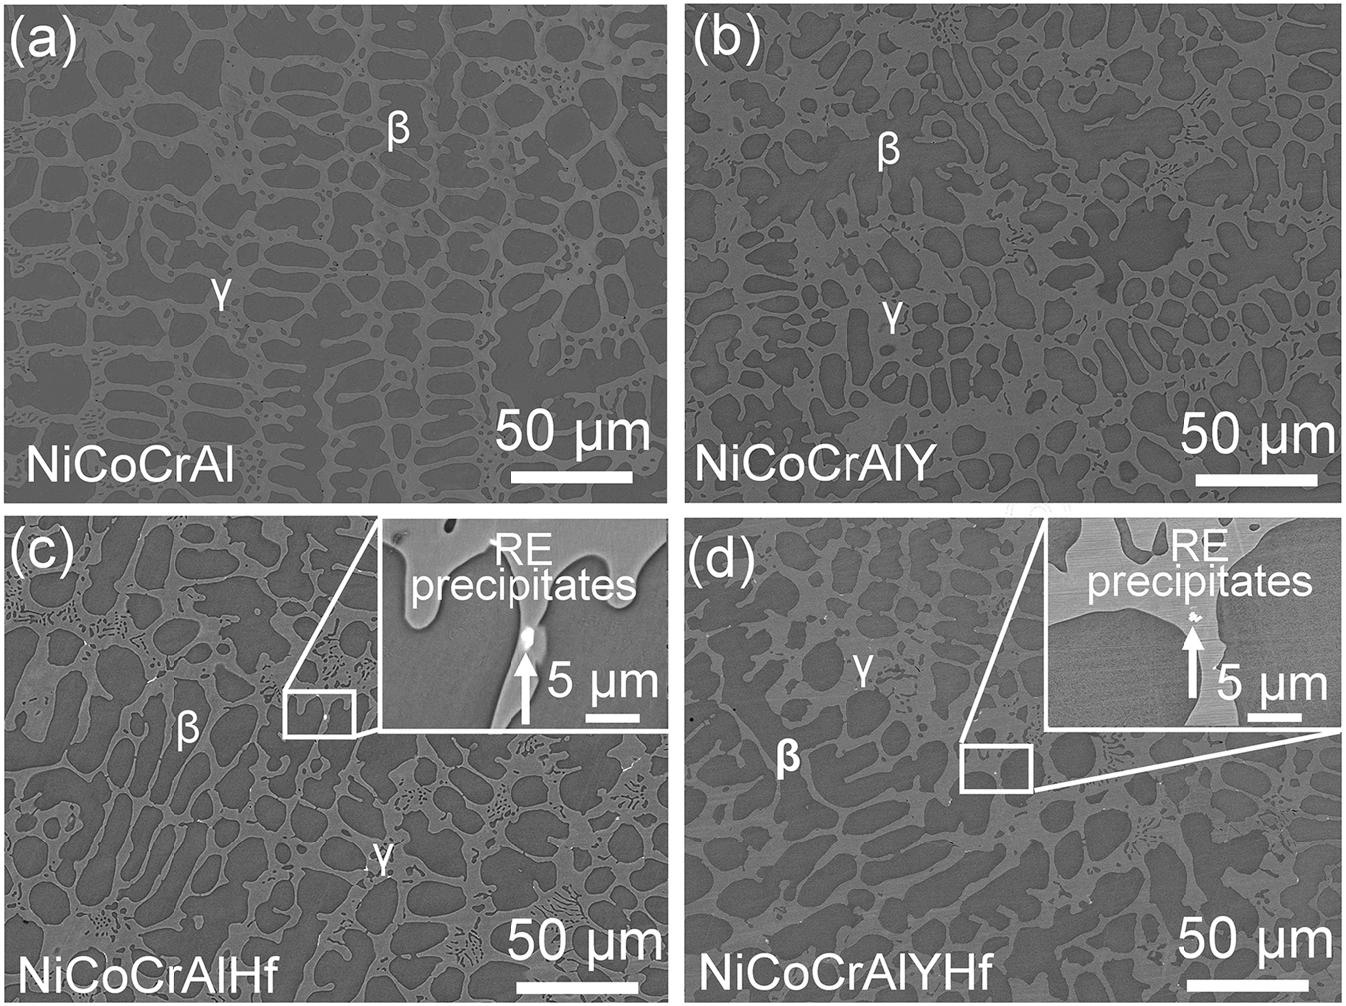 (a)
β
γ
50 μm
NiCoCrAl
(b)
β
γ
50 μm
NiCoCrAlY
(c)
RE
precipitates
5 μm
β
γ
50 μm
NiCoCrAlHf
(d)
RE
precipitates
5 μm
γ
β
50 μm
NiCoCrAlYHf